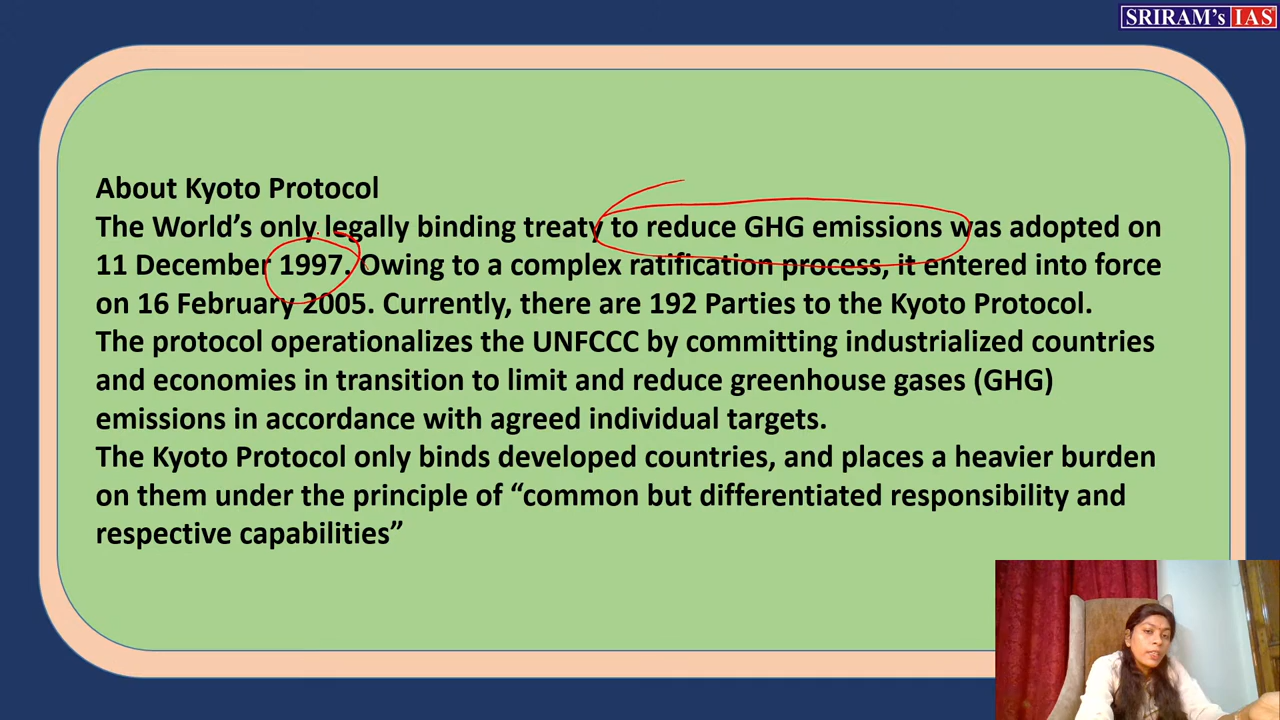 SRIRAM's IAS
About Kyoto Protocol
The World's only legally binding treaty to reduce GHG emissions was adopted on
11 December 1997. Owing to a complex ratification process, it entered into force
on 16 February 2005. Currently, there are 192 Parties to the Kyoto Protocol.
The protocol operationalizes the UNFCCC by committing industrialized countries
and economies in transition to limit and reduce greenhouse gases (GHG)
emissions in accordance with agreed individual targets.
The Kyoto Protocol only binds developed countries, and places a heavier burden
on them under the principle of “common but differentiated responsibility and
respective capabilities”